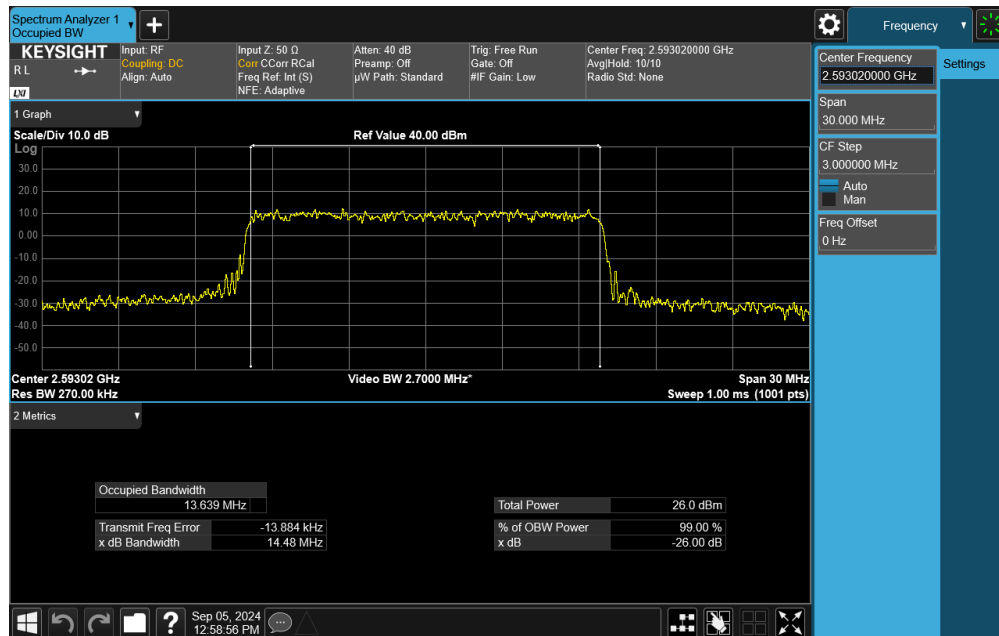 Spectrum Analyzer 1
Occupied BW
Frequency
KEYSIGHT
R L
LXI
Input: RF
Coupling: DC
Align: Auto
Input Z: 50 Ω
Corr CCorr RCal
Freq Ref: Int (S)
NFE: Adaptive
Atten: 40 dB
Preamp: Off
µW Path: Standard
Trig: Free Run
Gate: Off
#IF Gain: Low
Center Freq: 2.593020000 GHz
Avg|Hold: 10/10
Radio Std: None
Center Frequency
2.593020000 GHz
Settings
Span
30.000 MHz
CF Step
3.000000 MHz
Auto
Man
Freq Offset
0 Hz
1 Graph
Scale/Div 10.0 dB
Ref Value 40.00 dBm
Log
30.0
20.0
10.0
0.00
-10.0
-20.0
-30.0
-40.0
-50.0
Center 2.59302 GHz
Video BW 2.7000 MHz*
Span 30 MHz
Res BW 270.00 kHz
Sweep 1.00 ms (1001 pts)
2 Metrics
Occupied Bandwidth
13.639 MHz
Total Power 26.0 dBm
Transmit Freq Error -13.884 kHz
% of OBW Power 99.00 %
x dB Bandwidth 14.48 MHz
x dB -26.00 dB
Sep 05, 2024
12:58:56 PM